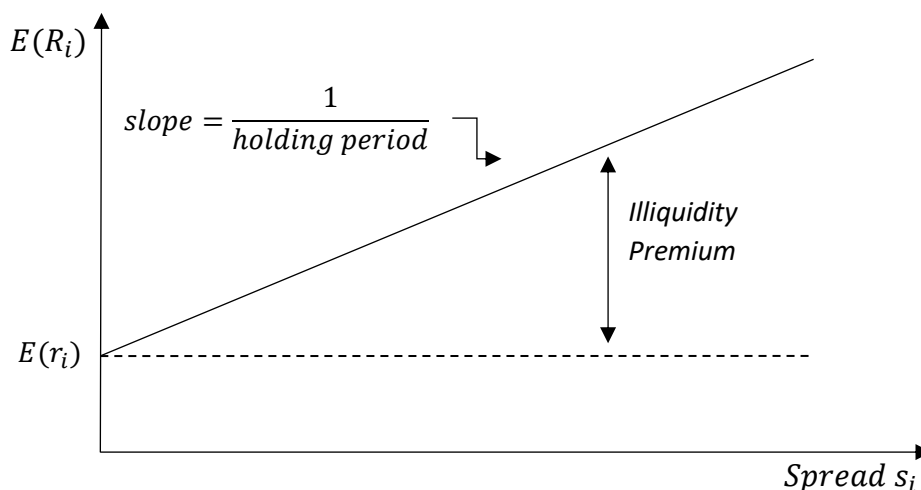 E(R_i)
slope = 1 / holding period
Illiquidity
Premium
E(r_i)
Spread s_i